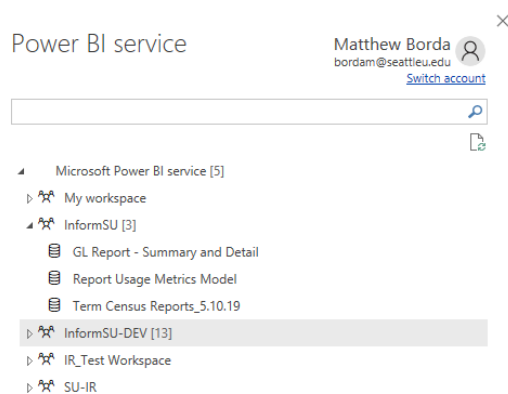 Power BI service
Matthew Borda
bordam@seattleu.edu
Switch account
Microsoft Power BI service [5]
My workspace
InformSU [3]
GL Report - Summary and Detail
Report Usage Metrics Model
Term Census Reports_5.10.19
InformSU-DEV [13]
IR_Test Workspace
SU-IR